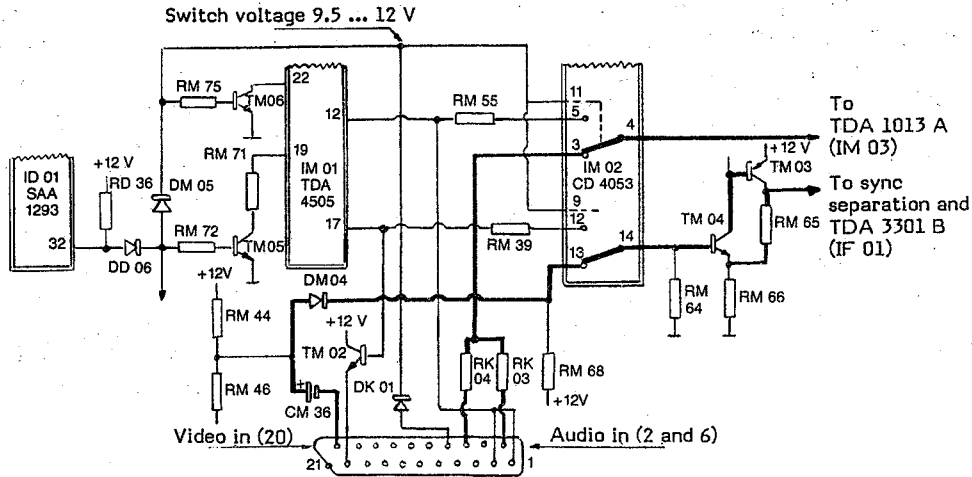 Switch voltage 9.5 ... 12 V
RM 75
TM06
22
12
RM 55
11
5
4
3
To
TDA 1013 A
(IM 03)
RM 71
19
IM 01
TDA
4505
IM 02
CD 4053
+12 V
TM 03
ID 01
SAA
1293
+12 V
RD 36
DM 05
RM 72
TM05
17
RM 39
9
12
13
14
TM 04
RM 65
To sync
separation and
TDA 3301 B
(IF 01)
32
DD 06
+12V
DM 04
RM 44
+12 V
TM 02
RM
64
RM 66
RM 46
+
CM 36
DK 01
RK
04
RK
03
RM 68
+12V
Video in (20)
Audio in (2 and 6)
21
1